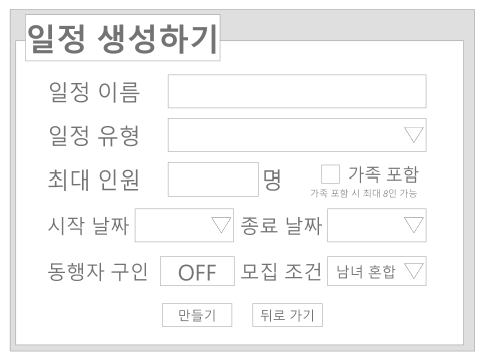 일정 생성하기
일정 이름
일정 유형
최대 인원 명 가족 포함
가족 포함 시 최대 8인 가능
시작 날짜 종료 날짜
동행자 구인 OFF 모집 조건 남녀 혼합
만들기 뒤로 가기